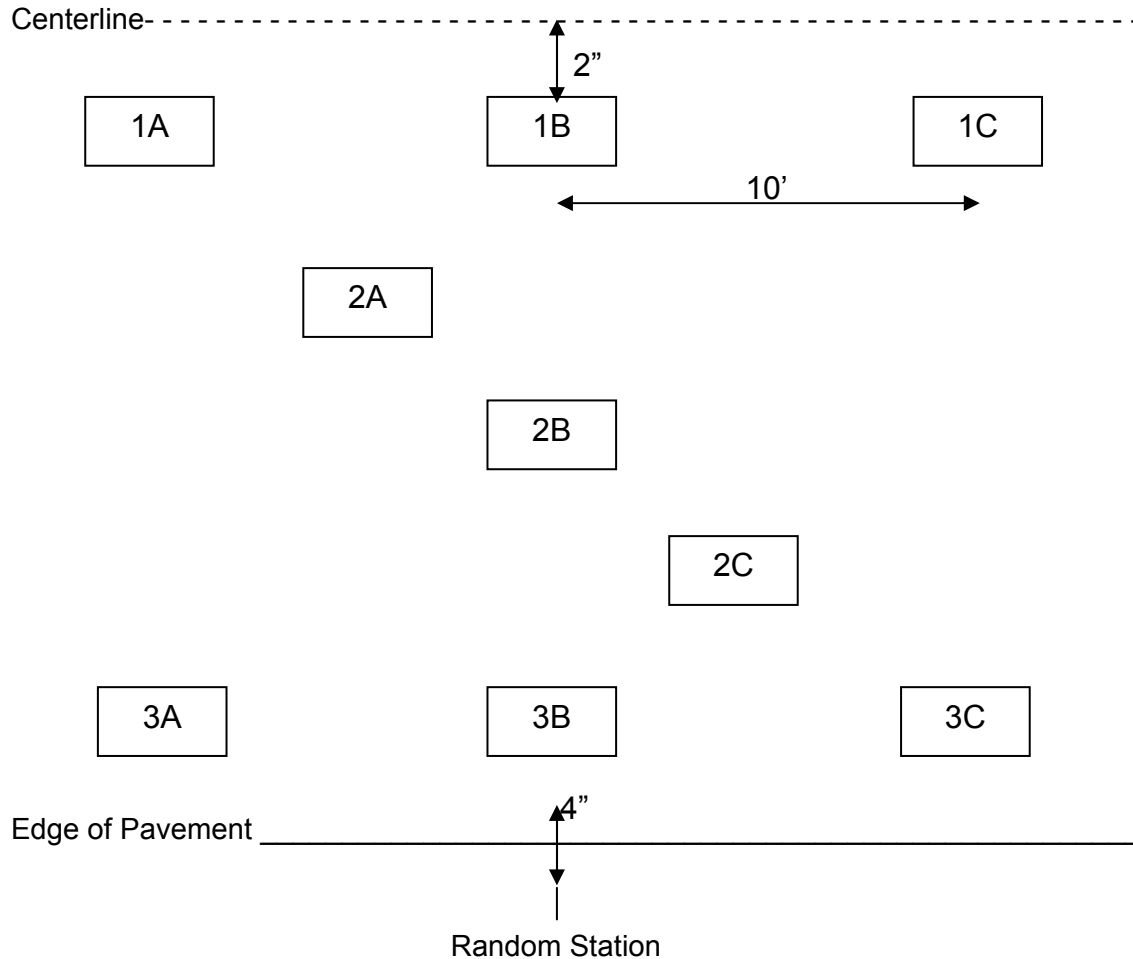 Centerline
2”
1A 1B 1C
10’
2A
2B
2C
3A 3B 3C
4”
Edge of Pavement
Random Station